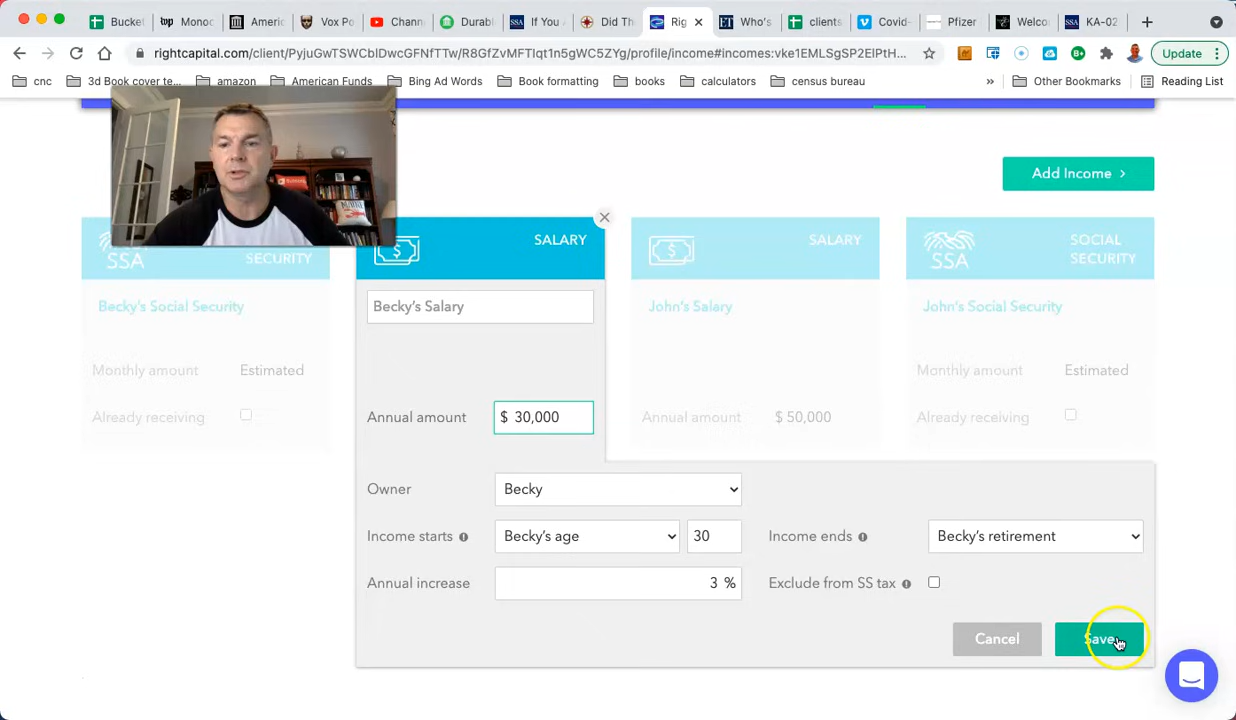 Bucket
Monoc
Americ
Vox Po
Chann
Durabl
If You A
Did Th
Rig
Who's
clients
Covid-
Pfizer
Welco
KA-02
rightcapital.com/client/PyjuGwTSWCbIDwcGFNfTTw/R8GfZvMFTIqt1n5gWC5ZYg/profile/income#incomes:vke1EMLSgSP2ElPtH...
Update
cnc
3d Book cover te...
amazon
American Funds
Bing Ad Words
Book formatting
books
calculators
census bureau
»
Other Bookmarks
Reading List
Add Income
SSA
SECURITY
SALARY
SALARY
SSA
SOCIAL
SECURITY
Becky's Social Security
Becky's Salary
John's Salary
John's Social Security
Monthly amount Estimated
Monthly amount Estimated
Already receiving
Annual amount $ 30,000
Annual amount $ 50,000
Already receiving
Owner Becky
Income starts Becky's age 30 Income ends Becky's retirement
Annual increase 3 % Exclude from SS tax
Cancel Save